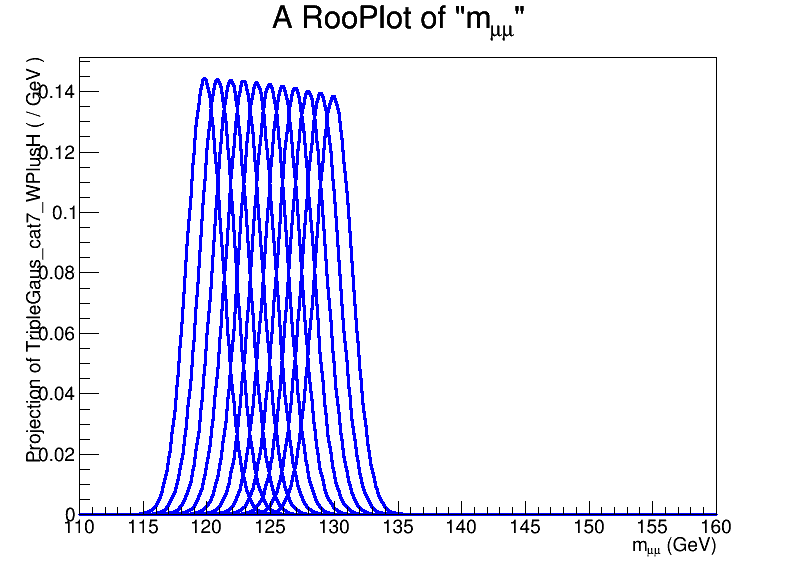 A RooPlot of "mμμ"
Projection of TripleGaus_cat7_WPlusH ( / GeV )
0.14
0.12
0.1
0.08
0.06
0.04
0.02
0
110 115 120 125 130 135 140 145 150 155 160
mμμ (GeV)